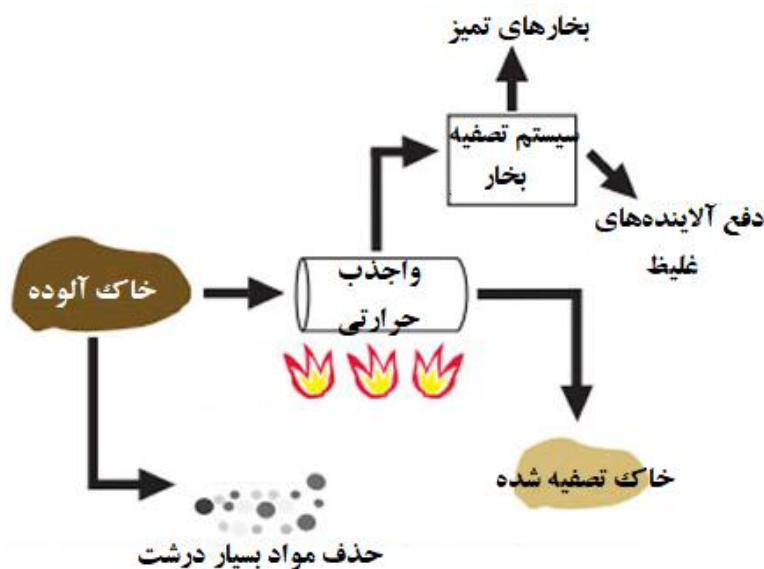 بخارهای تمیز
سیستم تصفیه
بخار
دفع آلاینده‌های
غلیظ
واجذب
حرارتی
خاک آلوده
خاک تصفیه شده
حذف مواد بسیار درشت